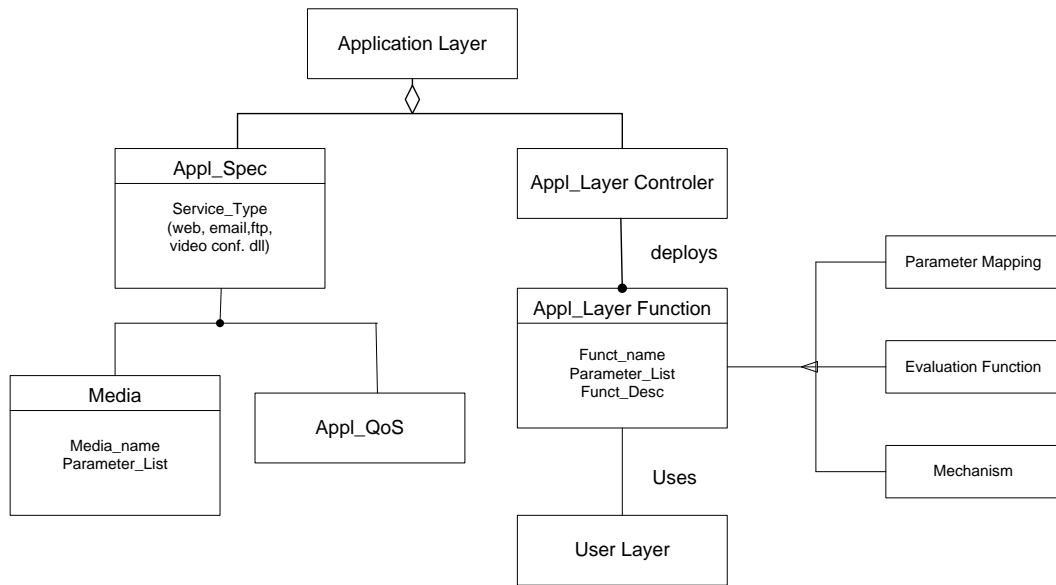 Application Layer
Appl_Spec
Service_Type
(web, email,ftp,
video conf. dll)
Appl_Layer Controler
deploys
Appl_Layer Function
Funct_name
Parameter_List
Funct_Desc
Parameter Mapping
Evaluation Function
Mechanism
Media
Media_name
Parameter_List
Appl_QoS
Uses
User Layer